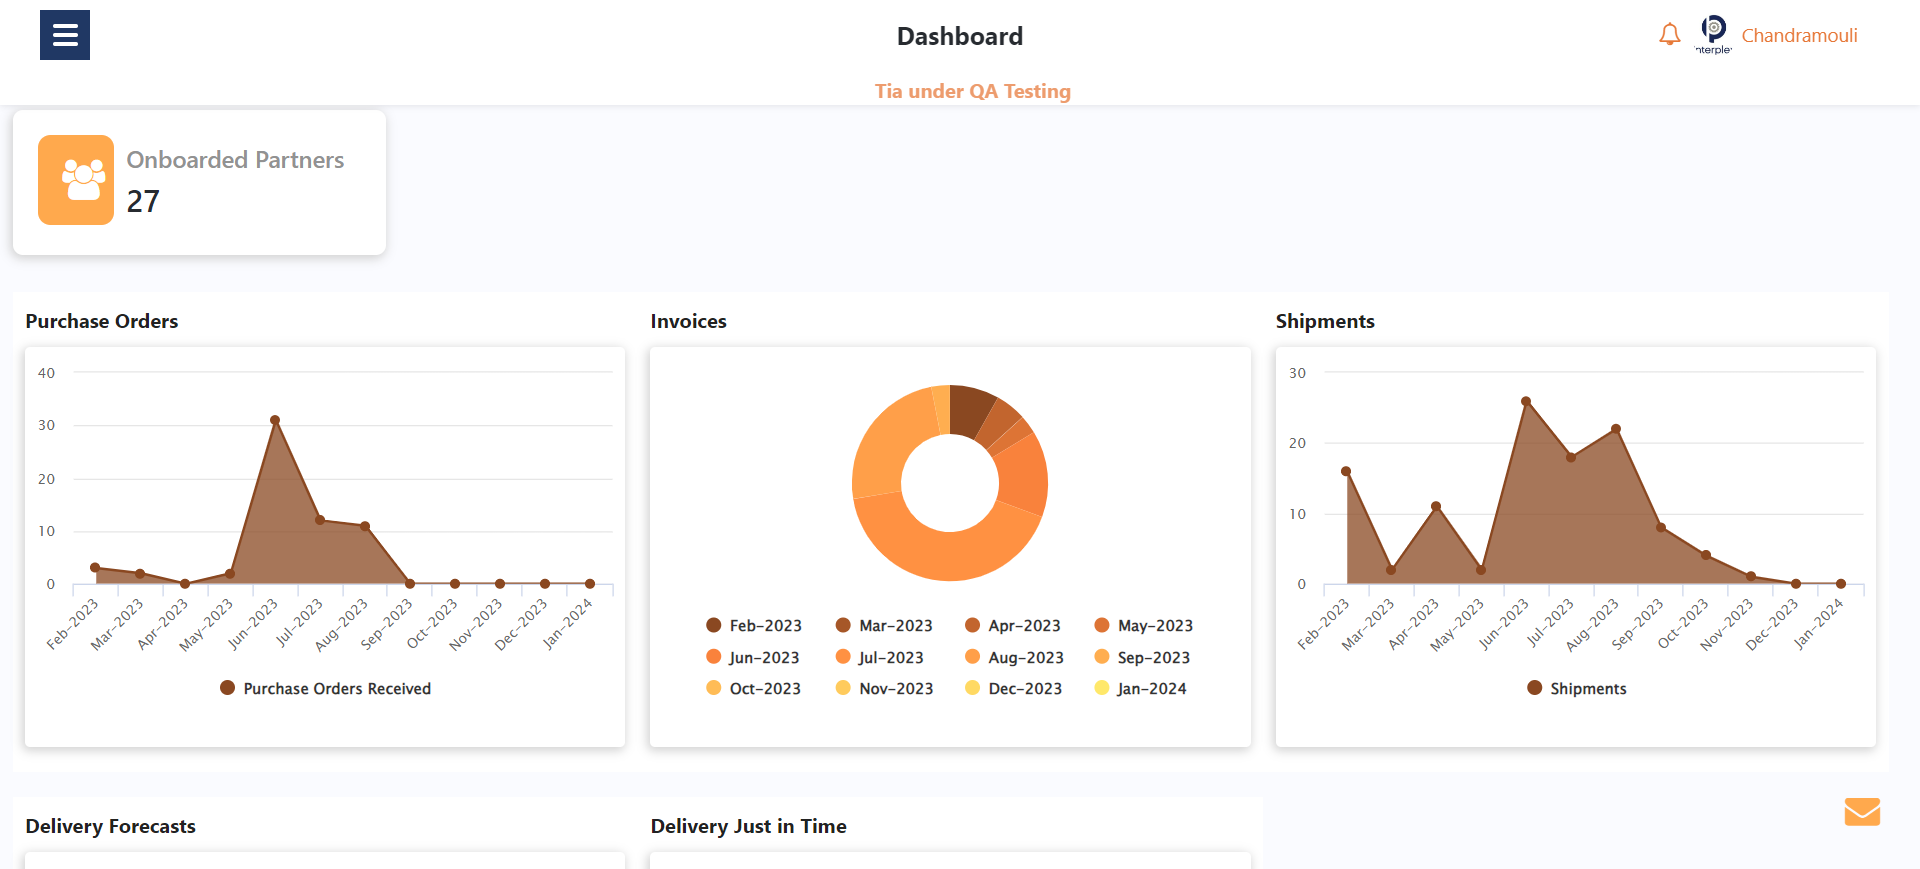 Dashboard
nterple
Chandramouli
Tia under QA Testing
Onboarded Partners
27
Purchase Orders
40
30
20
10
0
Feb-2023
Mar-2023
Apr-2023
May-2023
Jun-2023
Jul-2023
Aug-2023
Sep-2023
Oct-2023
Nov-2023
Dec-2023
Jan-2024
Purchase Orders Received
Invoices
Feb-2023 Mar-2023 Apr-2023 May-2023
Jun-2023 Jul-2023 Aug-2023 Sep-2023
Oct-2023 Nov-2023 Dec-2023 Jan-2024
Shipments
30
20
10
0
Feb-2023
Mar-2023
Apr-2023
May-2023
Jun-2023
Jul-2023
Aug-2023
Sep-2023
Oct-2023
Nov-2023
Dec-2023
Jan-2024
Shipments
Delivery Forecasts
Delivery Just in Time